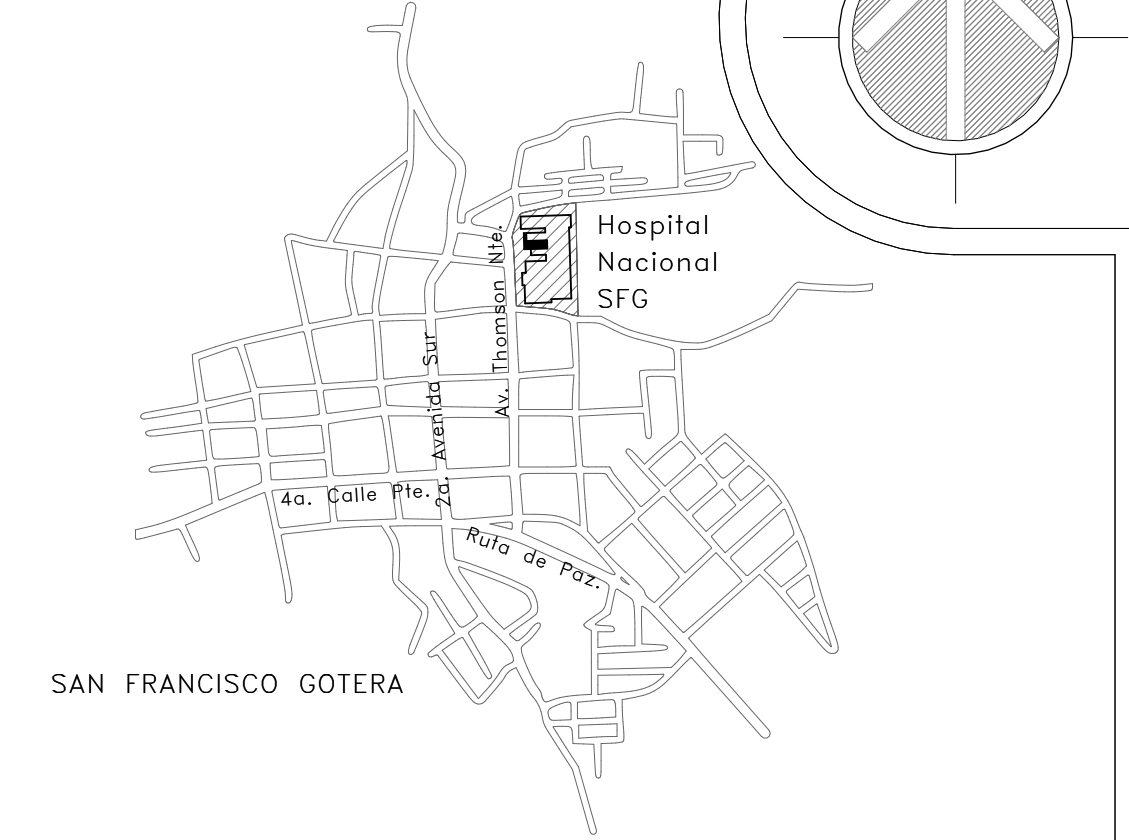 Hospital
Nacional
SFG
Av. Thomson Nte.
2a. Avenida Sur
4a. Calle Pte.
Ruta de Paz.
SAN FRANCISCO GOTERA